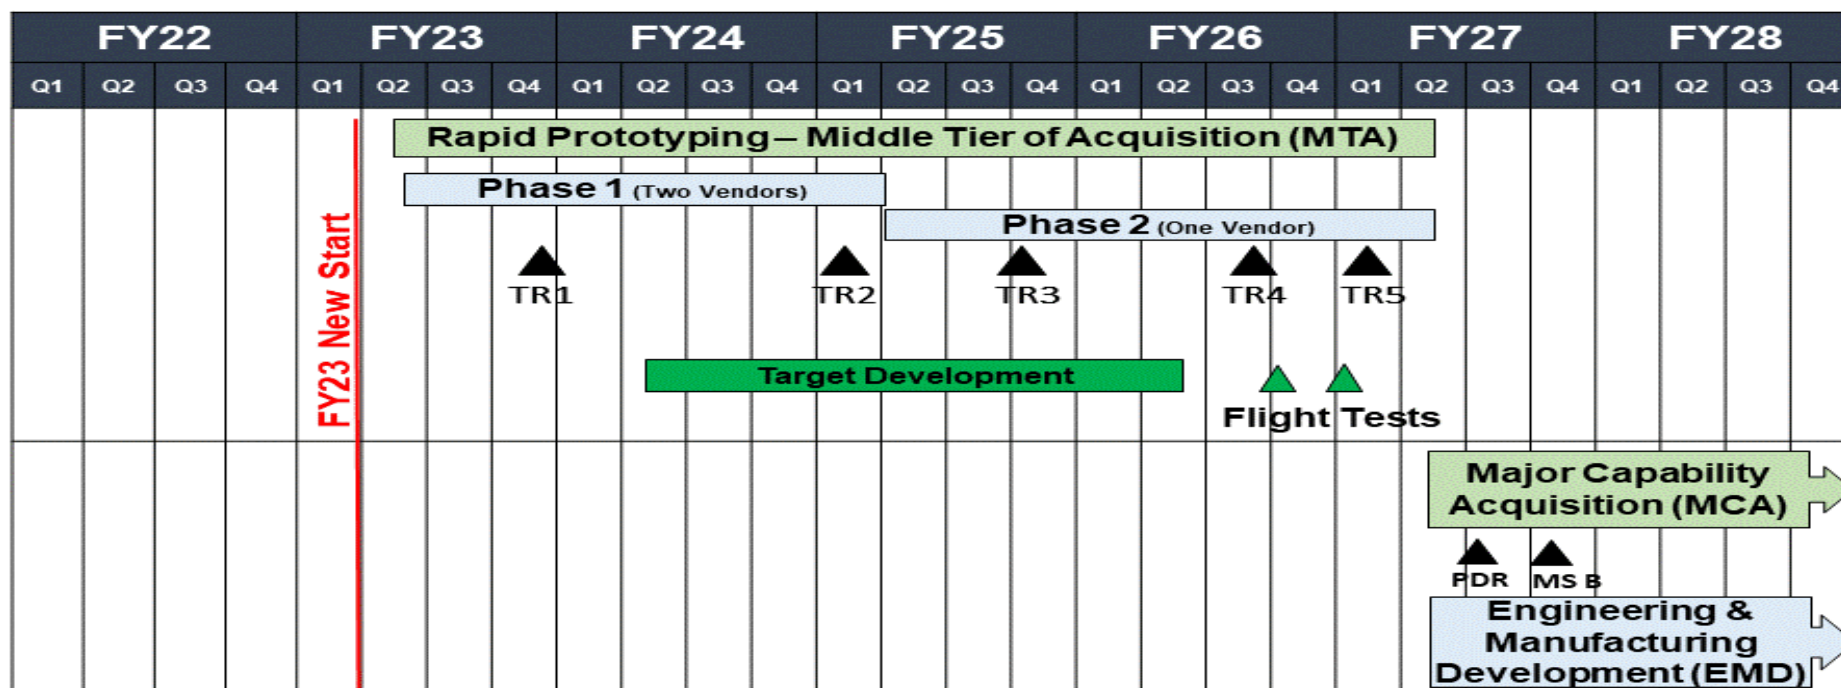 FY22 FY23 FY24 FY25 FY26 FY27 FY28
Q1 Q2 Q3 Q4 Q1 Q2 Q3 Q4 Q1 Q2 Q3 Q4 Q1 Q2 Q3 Q4 Q1 Q2 Q3 Q4 Q1 Q2 Q3 Q4 Q1 Q2 Q3 Q4
Rapid Prototyping – Middle Tier of Acquisition (MTA)
Phase 1 (Two Vendors)
Phase 2 (One Vendor)
FY23 New Start
TR1 TR2 TR3 TR4 TR5
Target Development
Flight Tests
Major Capability
Acquisition (MCA)
PDR MS B
Engineering &
Manufacturing
Development (EMD)